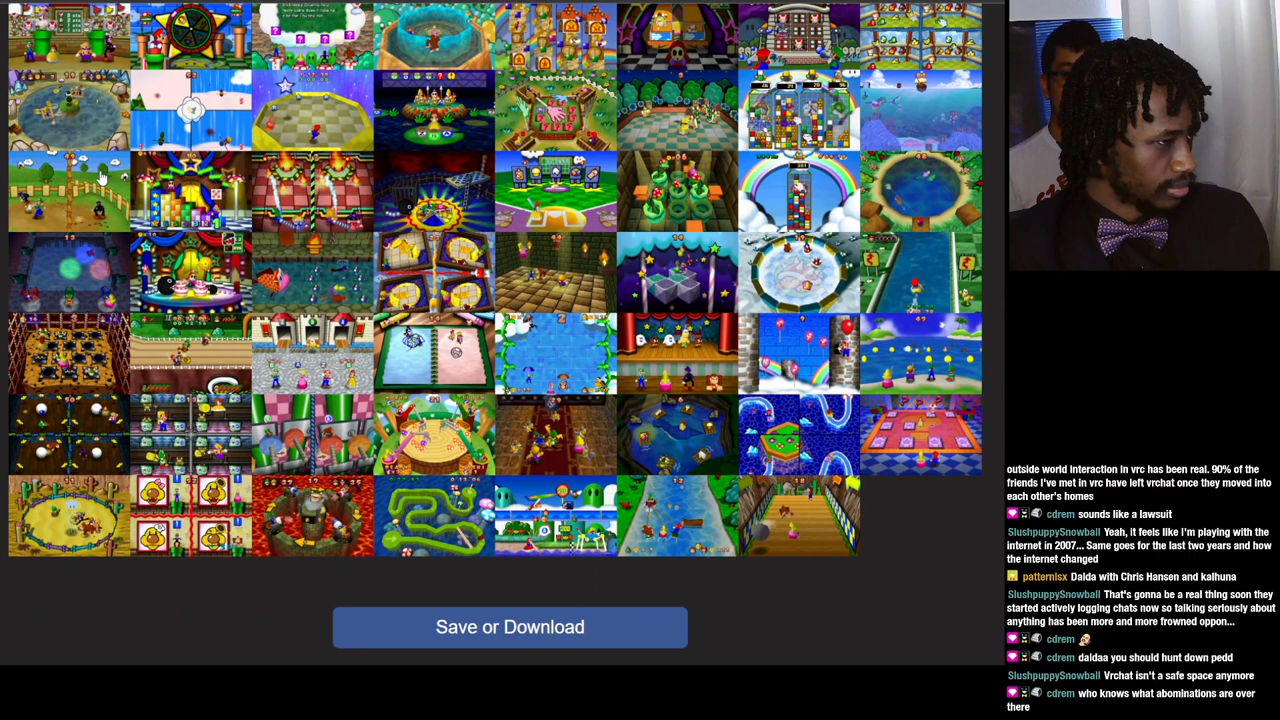 Save or Download
outside world interaction in vrc has been real. 90% of the
friends I've met in vrc have left vrchat once they moved into
each other's homes
cdrem sounds like a lawsuit
SlushpuppySnowball Yeah, it feels like I'm playing with the
internet in 2007... Same goes for the last two years and how
the internet changed
patternisx Dalda with Chris Hansen and kalhuna
SlushpuppySnowball That's gonna be a real thing soon they
started actively logging chats now so talking seriously about
anything has been more and more frowned oppon...
cdrem
cdrem daldaa you should hunt down pedd
SlushpuppySnowball Vrchat isn't a safe space anymore
cdrem who knows what abominations are over
there